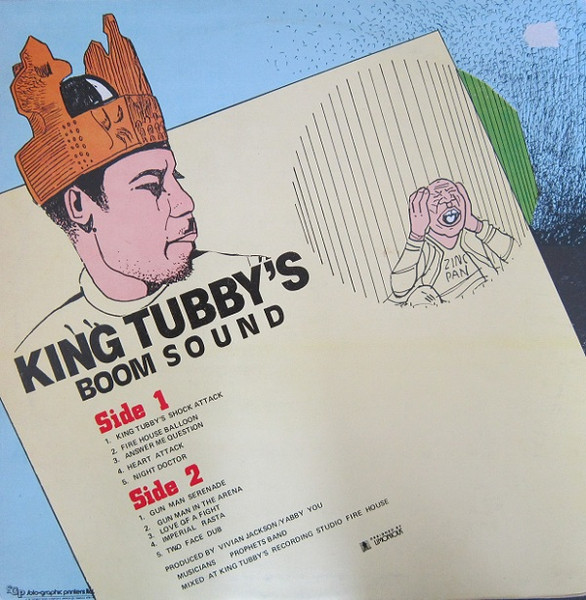 ZINC
PAN
KING TUBBY'S
BOOM SOUND
Side 1
1. KING TUBBY'S SHOCK ATTACK
2. FIRE HOUSE BALLOON
3. ANSWER ME QUESTION
4. HEART ATTACK
5. NIGHT DOCTOR
Side 2
1. GUN MAN SERENADE
2. GUN MAN IN THE ARENA
3. LOVE OF A FIGHT
4. IMPERIAL RASTA
5. TWO FACE DUB
PRODUCED BY VIVIAN JACKSON/YABBY YOU
MUSICIANS PROPHETS BAND
MIXED AT KING TUBBY'S RECORDING STUDIO FIRE HOUSE
DESIGNED BY